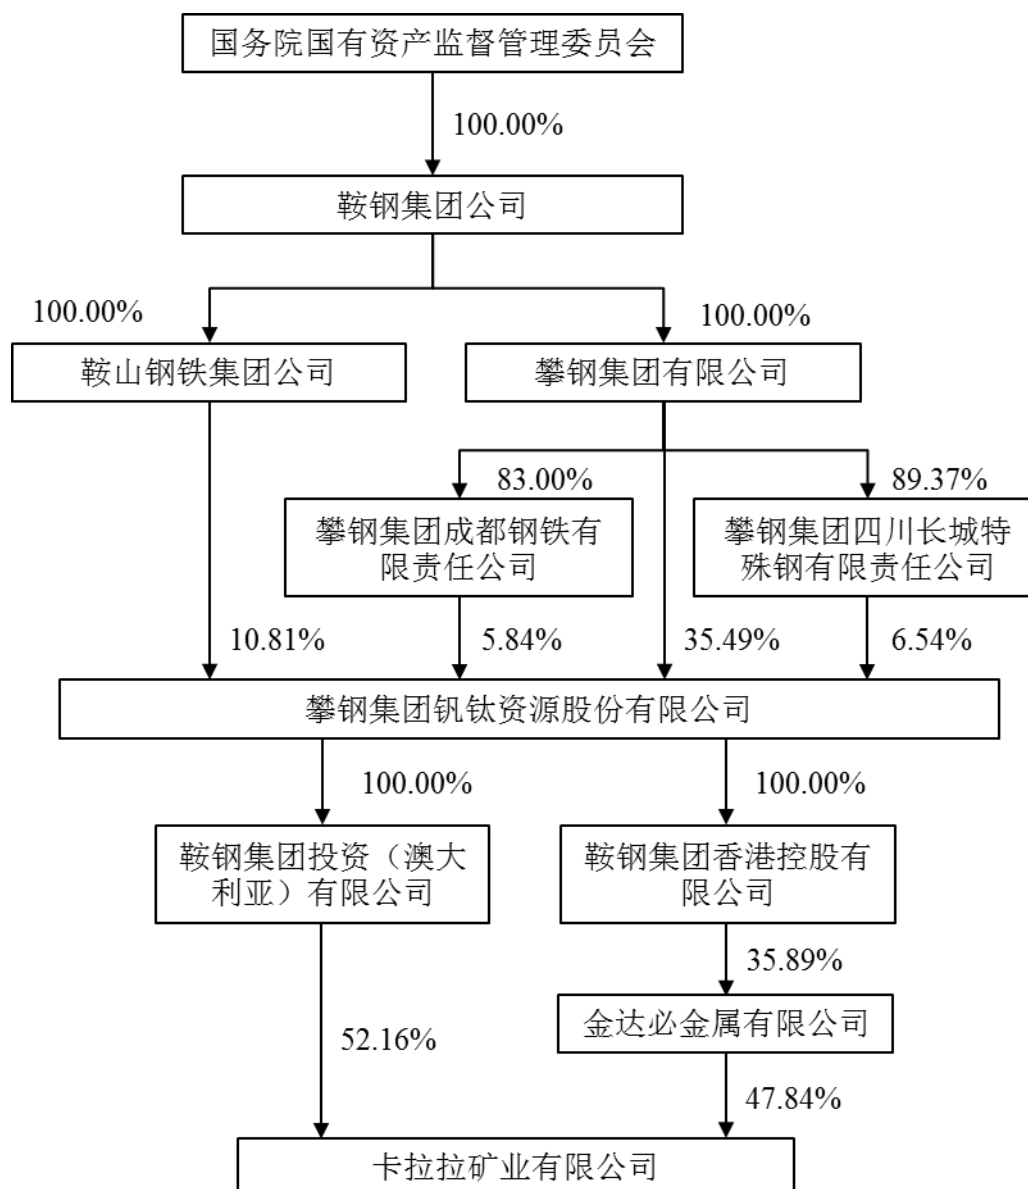 国务院国有资产监督管理委员会
100.00%
鞍钢集团公司
100.00%
100.00%
鞍山钢铁集团公司
攀钢集团有限公司
83.00%
89.37%
攀钢集团成都钢铁有
限责任公司
攀钢集团四川长城特
殊钢有限责任公司
10.81%
5.84%
35.49%
6.54%
攀钢集团钒钛资源股份有限公司
100.00%
100.00%
鞍钢集团投资（澳大
利亚）有限公司
鞍钢集团香港控股有
限公司
35.89%
金达必金属有限公司
52.16%
47.84%
卡拉拉矿业有限公司